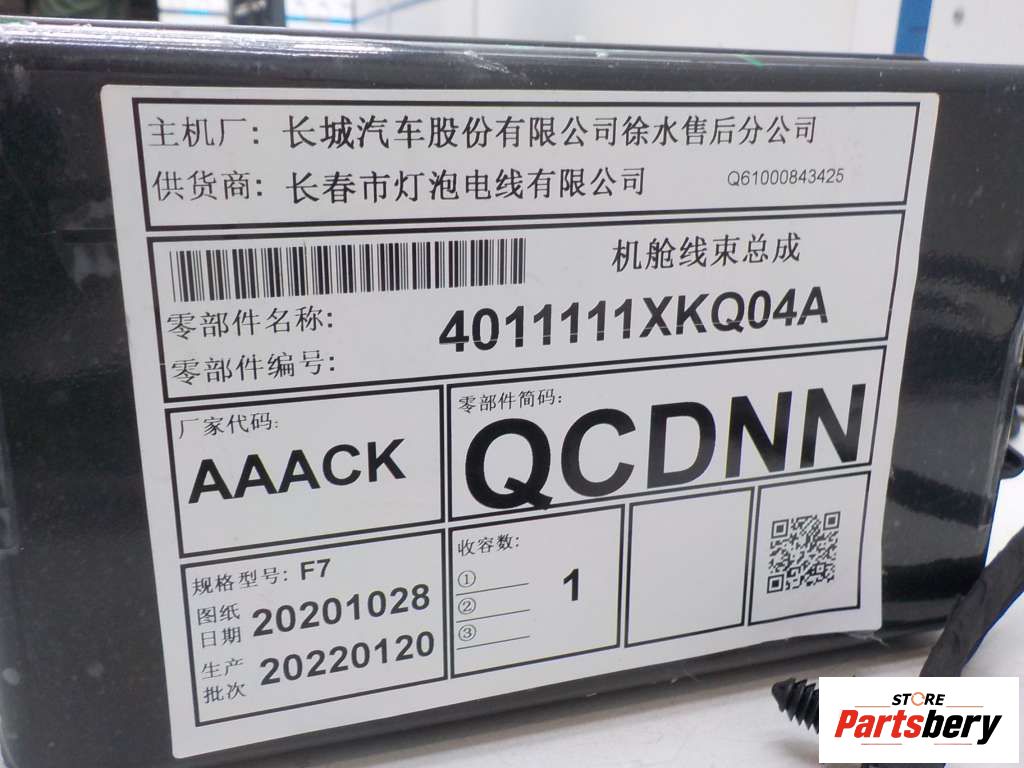 主机厂: 长城汽车股份有限公司徐水售后分公司
供货商: 长春市灯泡电线有限公司 Q61000843425
机舱线束总成
零部件名称:
4011111XKQ04A
零部件编号:
厂家代码:
AAACK
零部件简码:
QCDNN
规格型号: F7
图纸日期 20201028
生产批次 20220120
收容数:
①
②
③
1
STORE
Partsbery